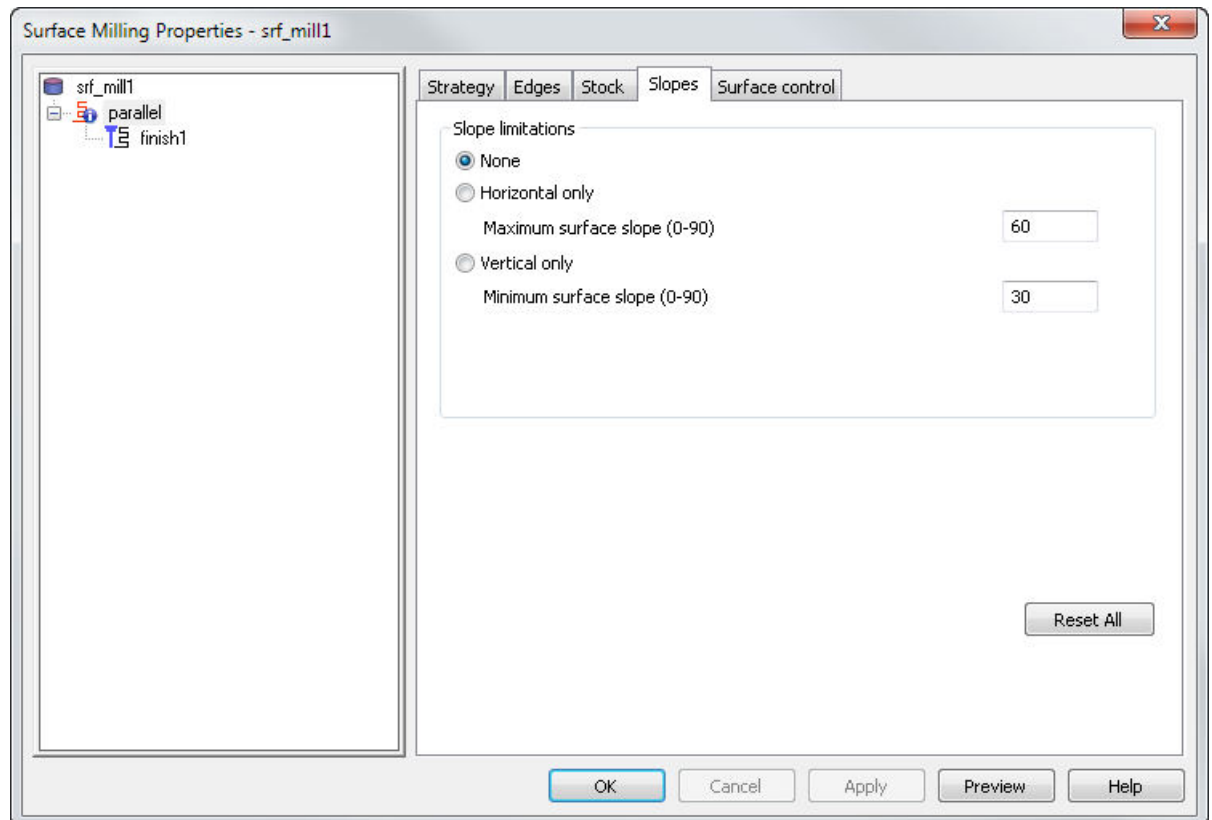 Surface Milling Properties - srf_mill1
srf_mill1
parallel
finish1
Strategy Edges Stock Slopes Surface control
Slope limitations
None
Horizontal only
Maximum surface slope (0-90) 60
Vertical only
Minimum surface slope (0-90) 30
Reset All
OK Cancel Apply Preview Help